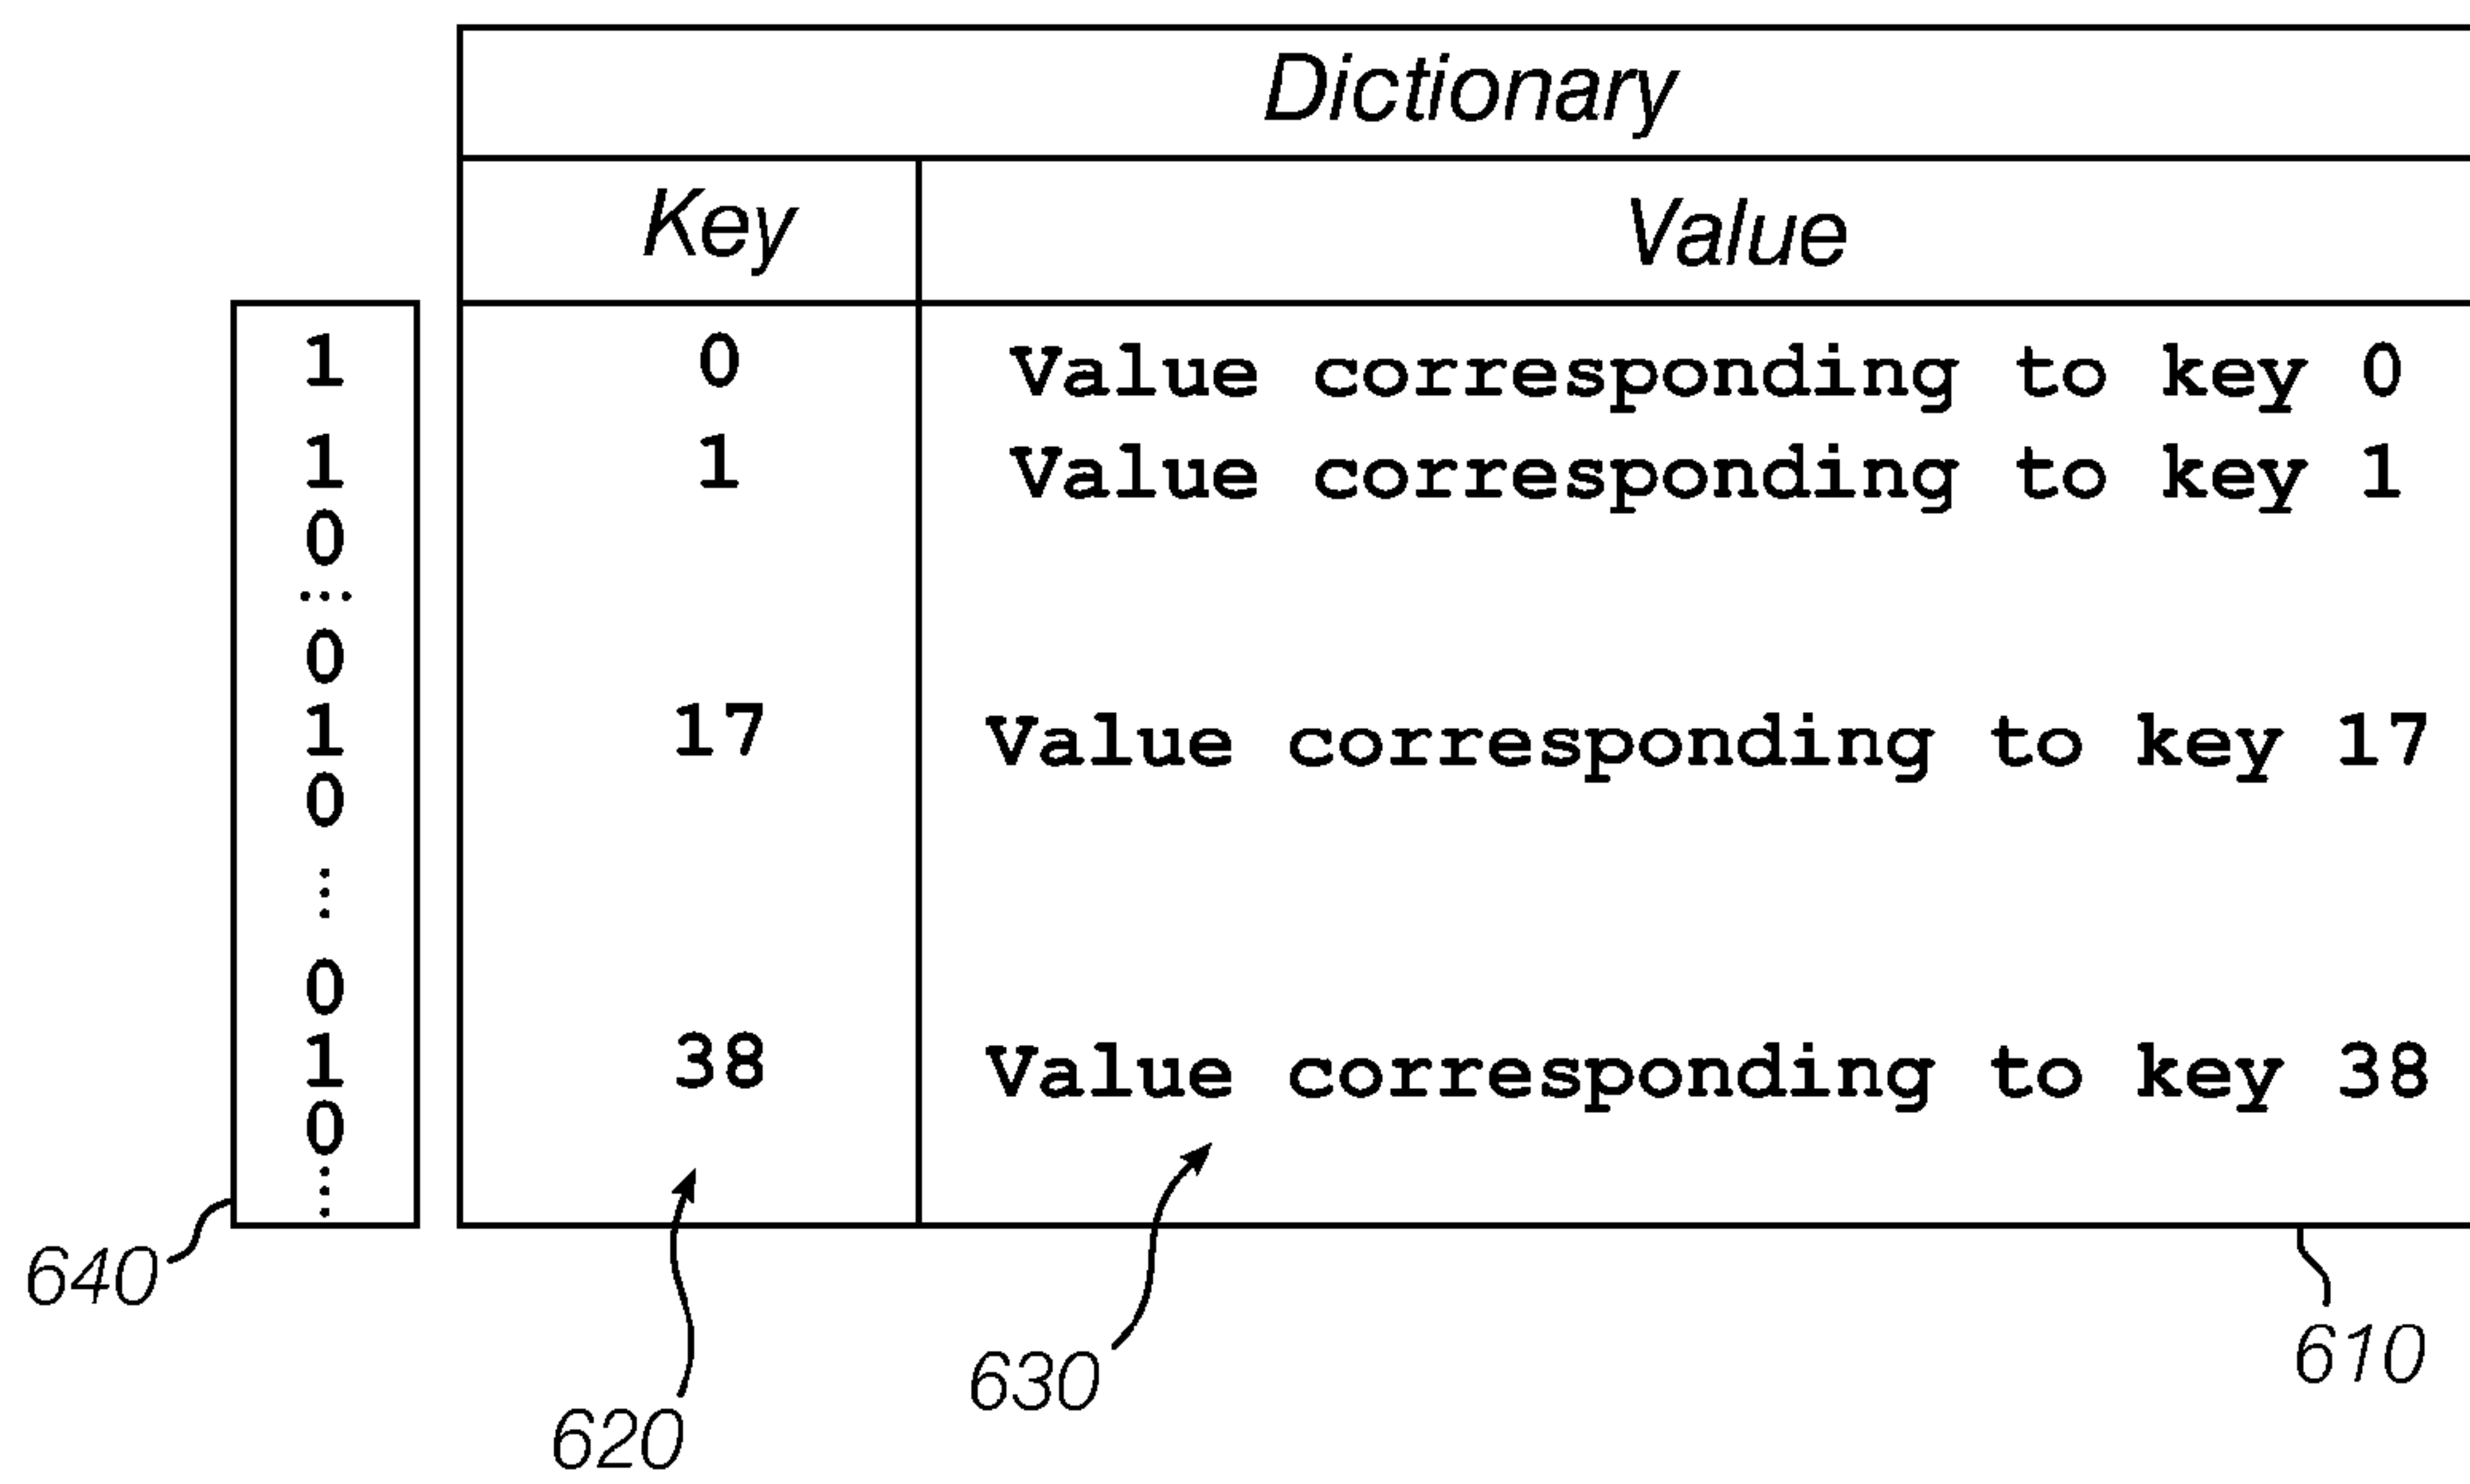 Dictionary
Key Value
1 0 Value corresponding to key 0
1 1 Value corresponding to key 1
0
...
0
1 17 Value corresponding to key 17
0
⋮
0
1 38 Value corresponding to key 38
0
⋮
640
610
630
620